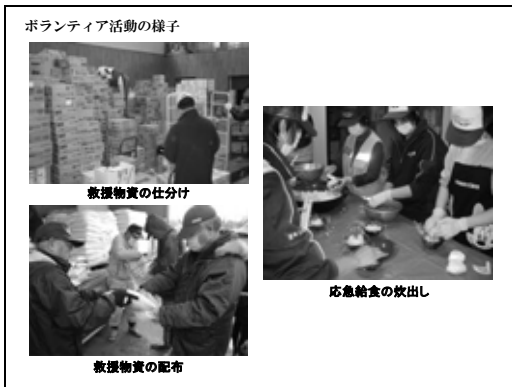 ボランティア活動の様子
救援物資の仕分け
応急給食の炊出し
救援物資の配布